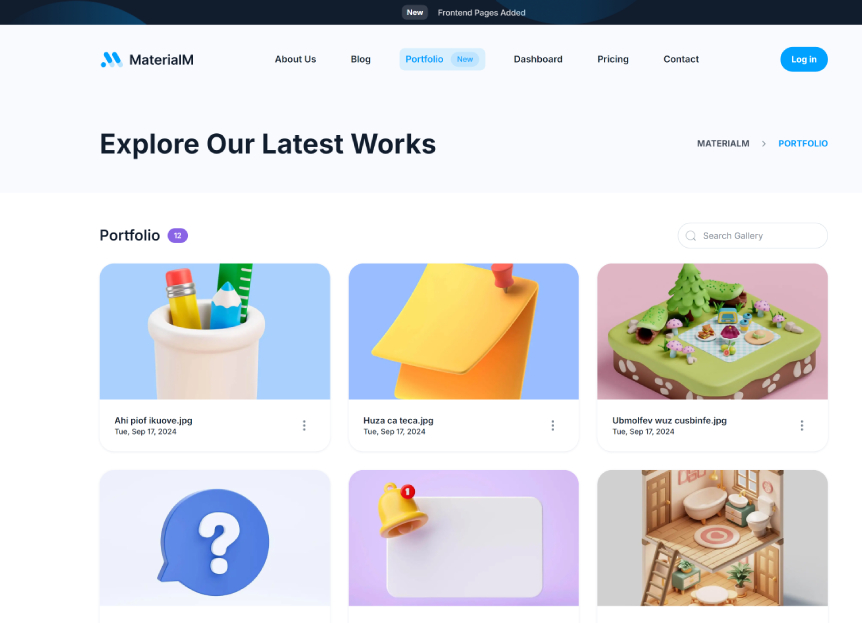 New Frontend Pages Added
MaterialM About Us Blog Portfolio New Dashboard Pricing Contact Log in
Explore Our Latest Works
MATERIALM > PORTFOLIO
Portfolio 12
Search Gallery
Ahi piof ikuove.jpg
Tue, Sep 17, 2024
Huza ca teca.jpg
Tue, Sep 17, 2024
Ubmolfev wuz cusbinfe.jpg
Tue, Sep 17, 2024
?
1